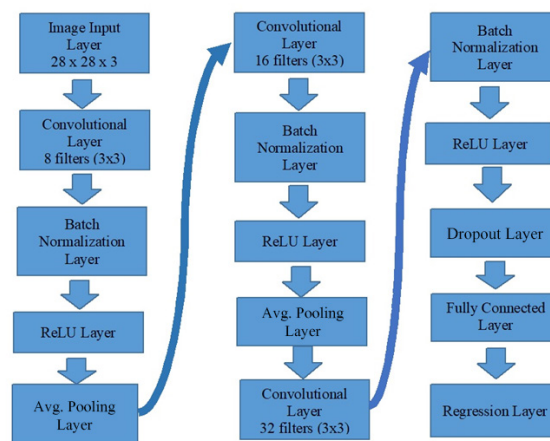 Image Input
Layer
28 x 28 x 3
Convolutional
Layer
8 filters (3x3)
Batch
Normalization
Layer
ReLU Layer
Avg. Pooling
Layer
Convolutional
Layer
16 filters (3x3)
Batch
Normalization
Layer
ReLU Layer
Avg. Pooling
Layer
Convolutional
Layer
32 filters (3x3)
Batch
Normalization
Layer
ReLU Layer
Dropout Layer
Fully Connected
Layer
Regression Layer